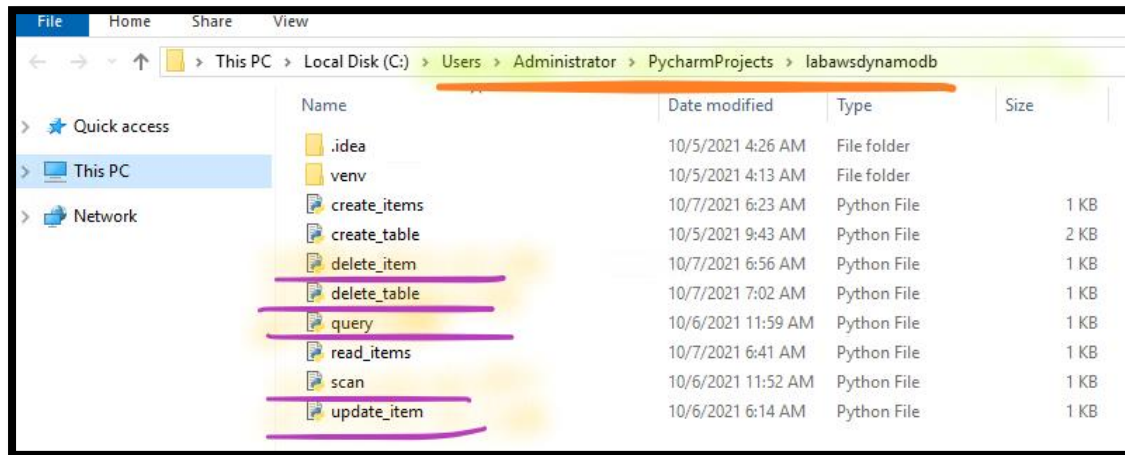 File Home Share View
This PC > Local Disk (C:) > Users > Administrator > PycharmProjects > labawsdynamodb
Name Date modified Type Size
Quick access
This PC
Network
.idea 10/5/2021 4:26 AM File folder
venv 10/5/2021 4:13 AM File folder
create_items 10/7/2021 6:23 AM Python File 1 KB
create_table 10/5/2021 9:43 AM Python File 2 KB
delete_item 10/7/2021 6:56 AM Python File 1 KB
delete_table 10/7/2021 7:02 AM Python File 1 KB
query 10/6/2021 11:59 AM Python File 1 KB
read_items 10/7/2021 6:41 AM Python File 1 KB
scan 10/6/2021 11:52 AM Python File 1 KB
update_item 10/6/2021 6:14 AM Python File 1 KB